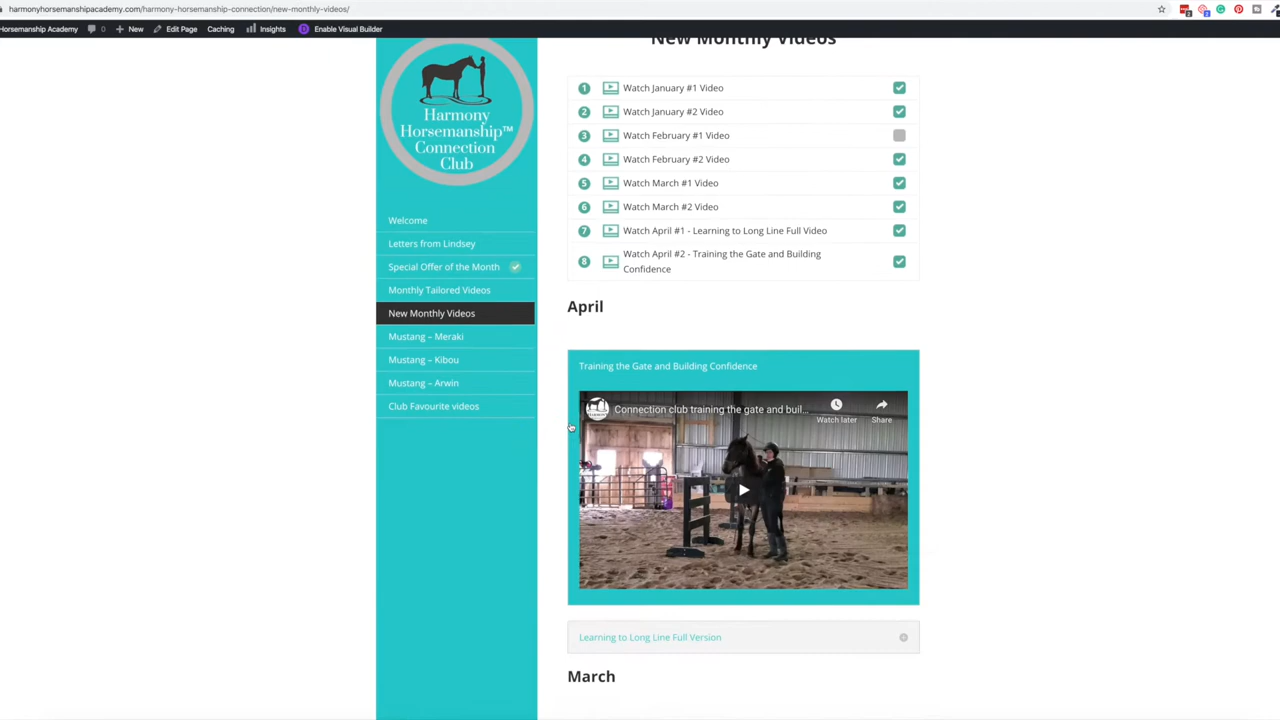 harmonyhorsemanshipacademy.com/harmony-horsemanship-connection/new-monthly-videos/
Horsemanship Academy 0 New Edit Page Caching Insights Enable Visual Builder
Harmony
Horsemanship™
Connection
Club
Welcome
Letters from Lindsey
Special Offer of the Month
Monthly Tailored Videos
New Monthly Videos
Mustang – Meraki
Mustang – Kibou
Mustang – Arwin
Club Favourite videos
New Monthly Videos
1 Watch January #1 Video
2 Watch January #2 Video
3 Watch February #1 Video
4 Watch February #2 Video
5 Watch March #1 Video
6 Watch March #2 Video
7 Watch April #1 - Learning to Long Line Full Video
8 Watch April #2 - Training the Gate and Building
Confidence
April
Training the Gate and Building Confidence
Connection club training the gate and buil...
Watch later Share
Learning to Long Line Full Version
March